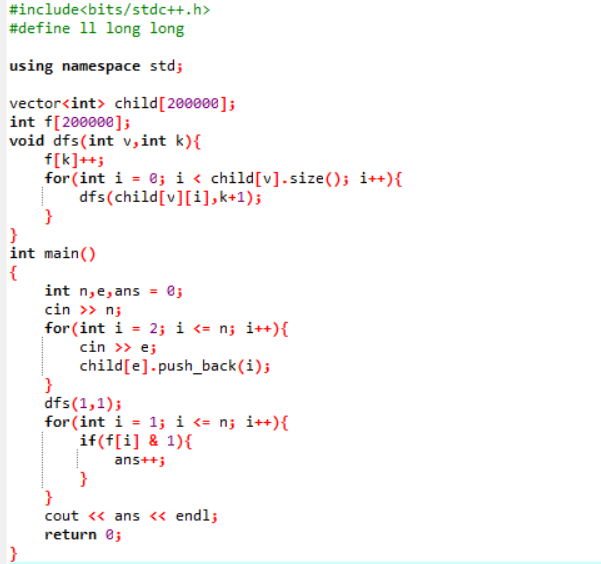 #include<bits/stdc++.h>
#define ll long long
using namespace std;
vector<int> child[200000];
int f[200000];
void dfs(int v,int k){
    f[k]++;
    for(int i = 0; i < child[v].size(); i++){
        dfs(child[v][i],k+1);
    }
}
int main()
{
    int n,e,ans = 0;
    cin >> n;
    for(int i = 2; i <= n; i++){
        cin >> e;
        child[e].push_back(i);
    }
    dfs(1,1);
    for(int i = 1; i <= n; i++){
        if(f[i] & 1){
            ans++;
        }
    }
    cout << ans << endl;
    return 0;
}